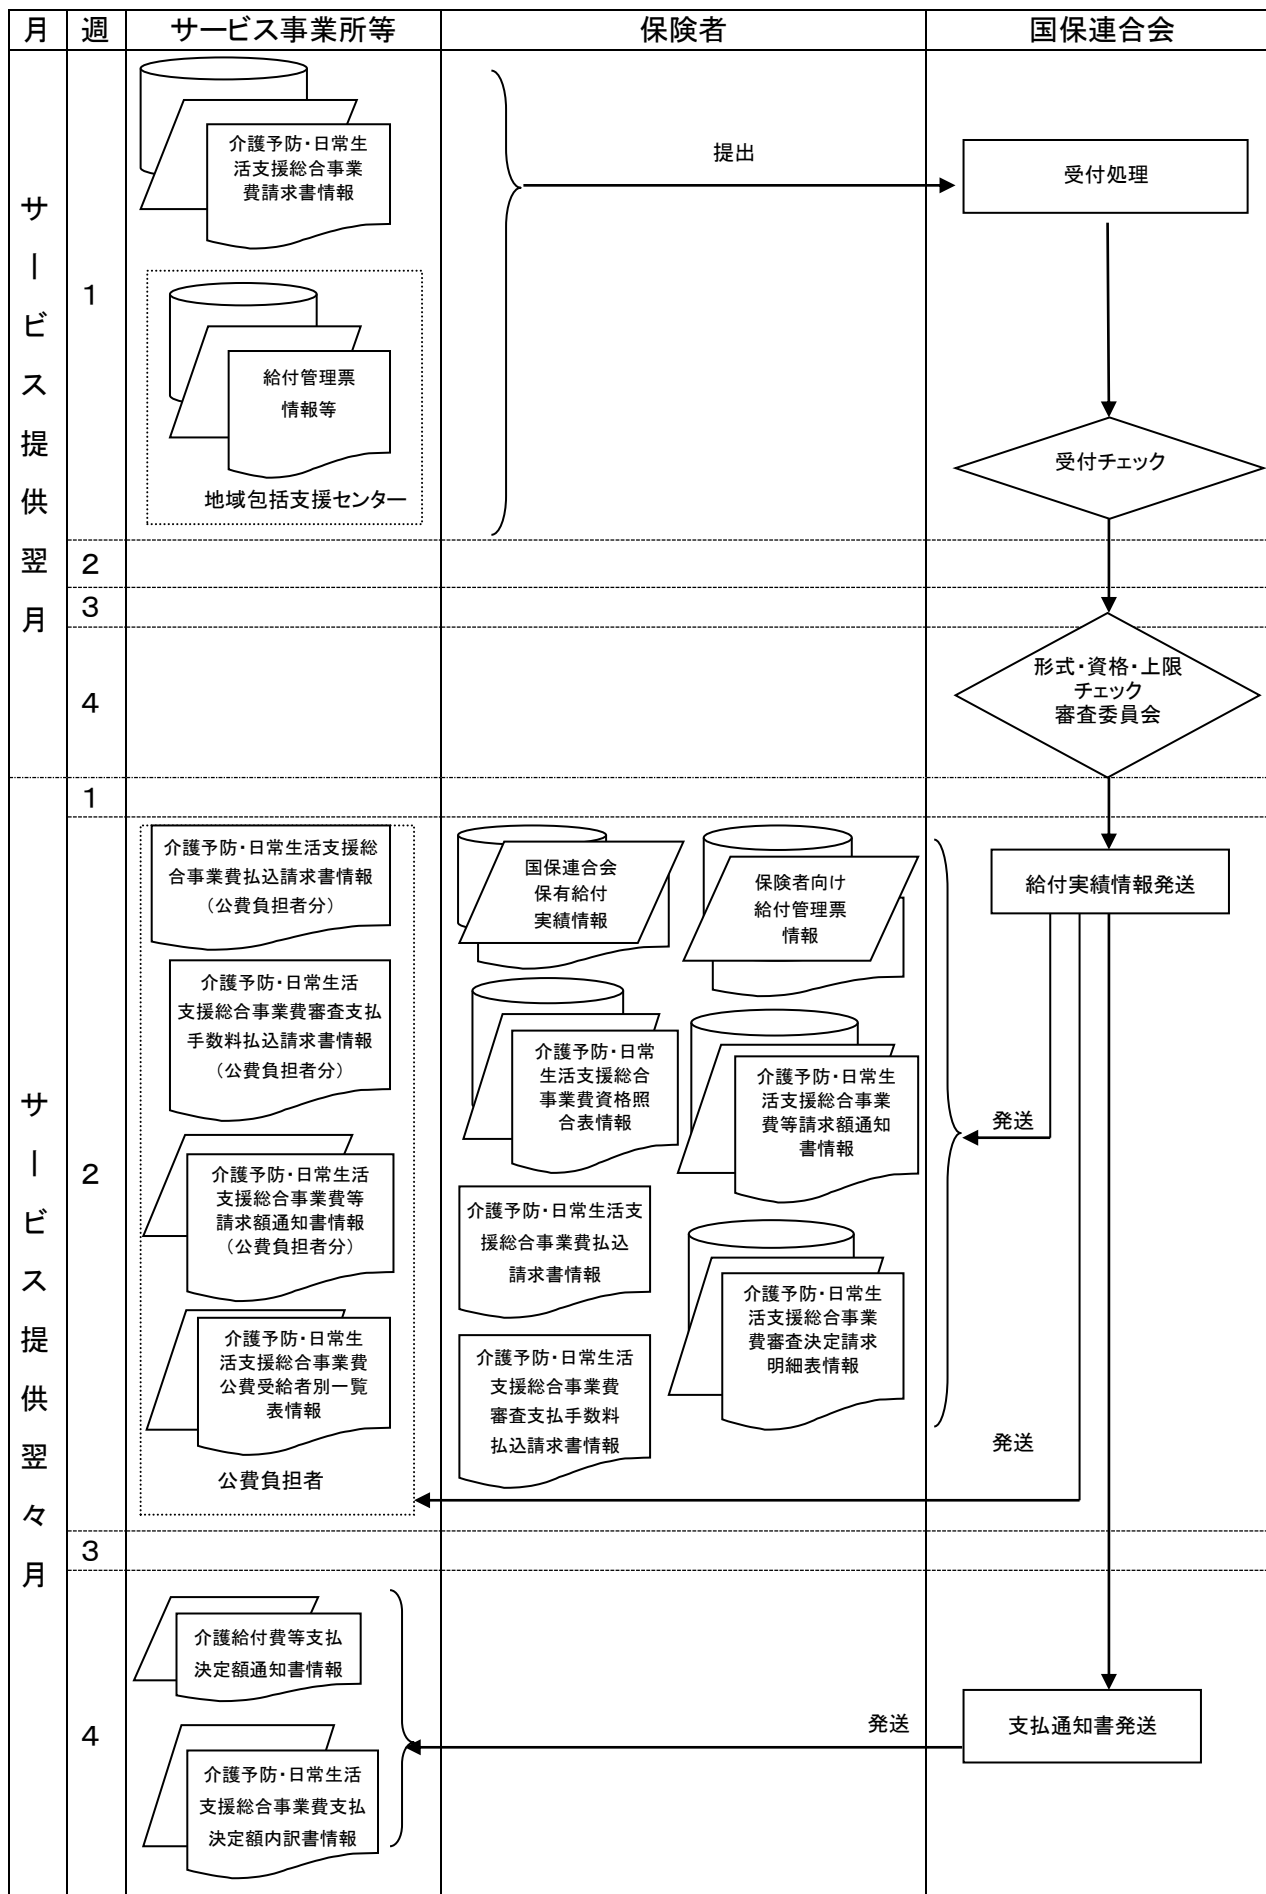 月 週 サービス事業所等 保険者 国保連合会
サービス提供翌月
1
介護予防・日常生
活支援総合事業
費請求書情報
給付管理票
情報等
地域包括支援センター
提出
受付処理
受付チェック
2
3
4
形式・資格・上限
チェック
審査委員会
サービス提供翌々月
1
2
介護予防・日常生活支援総
合事業費払込請求書情報
（公費負担者分）
介護予防・日常生活
支援総合事業費審査支払
手数料払込請求書情報
（公費負担者分）
介護予防・日常生活
支援総合事業費等
請求額通知書情報
（公費負担者分）
介護予防・日常生
活支援総合事業費
公費受給者別一覧
表情報
公費負担者
国保連合会
保有給付
実績情報
保険者向け
給付管理票
情報
介護予防・日常
生活支援総合
事業費資格照
合表情報
介護予防・日常生
活支援総合事業
費等請求額通知
書情報
介護予防・日常生活支
援総合事業費払込
請求書情報
介護予防・日常生
活支援総合事業
費審査決定請求
明細表情報
介護予防・日常生活
支援総合事業費
審査支払手数料
払込請求書情報
給付実績情報発送
発送
発送
3
4
介護給付費等支払
決定額通知書情報
介護予防・日常生活
支援総合事業費支払
決定額内訳書情報
発送
支払通知書発送